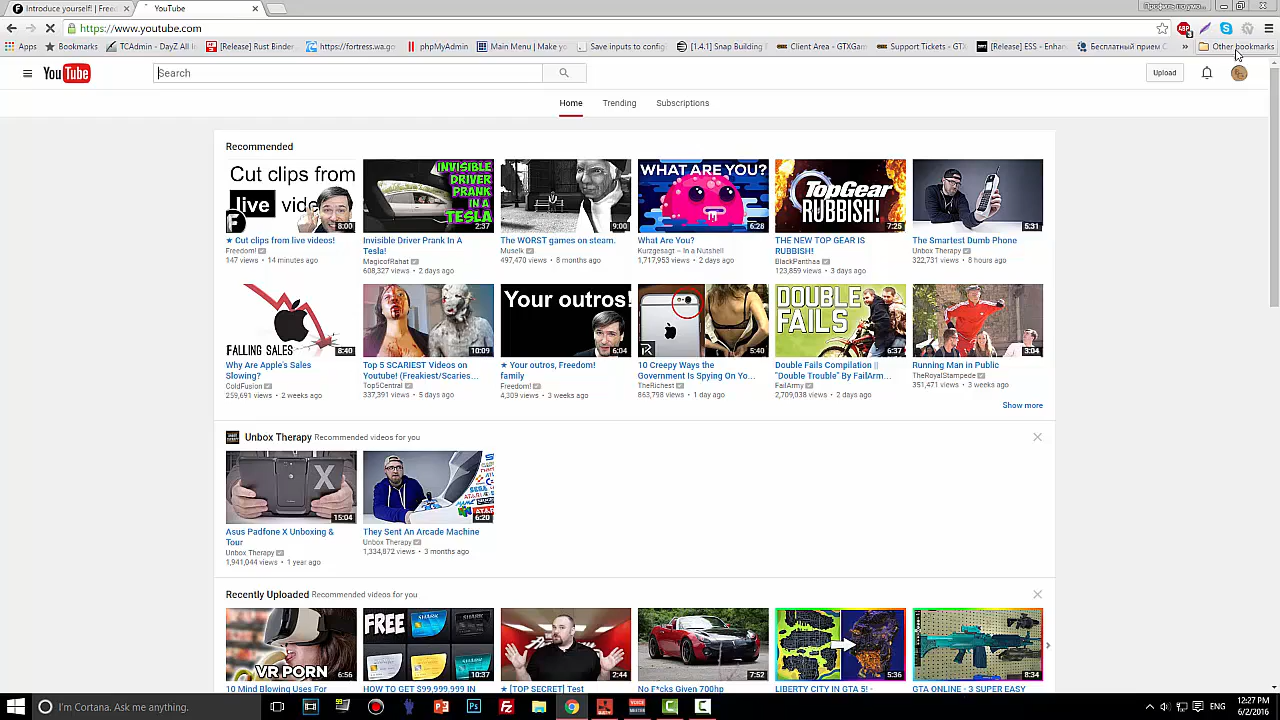 Introduce yourself! | Freed
YouTube
https://www.youtube.com
Apps
Bookmarks
TCAdmin - DayZ All
[Release] Rust Binder
https://fortress.wa.go
phpMyAdmin
Main Menu | Make yo
Save inputs to config
[1.4.1] Snap Building
Client Area - GTXGam
Support Tickets - GTX
[Release] ESS - Enhan
Бесплатный прием С
Other bookmarks
YouTube
Search
Upload
Home
Trending
Subscriptions
Recommended
Cut clips from
live
8:00
INVISIBLE
DRIVER
PRANK
IN A
TESLA!
2:37
9:00
WHAT ARE YOU?
6:28
TopGear
RUBBISH!
7:25
5:31
★ Cut clips from live videos!
Freedom!
147 views • 14 minutes ago
Invisible Driver Prank In A
Tesla!
MagicofRahat
608,327 views • 2 days ago
The WORST games on steam.
Muselk
497,470 views • 8 months ago
What Are You?
Kurzgesagt – In a Nutshell
1,717,953 views • 2 days ago
THE NEW TOP GEAR IS
RUBBISH!
BlackPanthaa
123,859 views • 3 days ago
The Smartest Dumb Phone
Unbox Therapy
322,731 views • 8 hours ago
FALLING SALES
8:40
10:09
Your outros!
6:04
5:40
DOUBLE
FAILS
6:37
3:04
Why Are Apple's Sales
Slowing?
ColdFusion
259,691 views • 2 weeks ago
Top 5 SCARIEST Videos on
Youtube! (Freakiest/Scaries...
Top5Central
337,391 views • 5 days ago
★ Your outros, Freedom!
family
Freedom!
4,309 views • 3 weeks ago
10 Creepy Ways the
Government Is Spying On Yo...
TheRichest
863,798 views • 1 day ago
Double Fails Compilation ||
"Double Trouble" By FailArm...
FailArmy
2,709,038 views • 2 days ago
Running Man in Public
TheRoyalStampede
351,471 views • 3 weeks ago
Show more
Unbox Therapy Recommended videos for you
X
15:04
6:20
Asus Padfone X Unboxing &
Tour
Unbox Therapy
1,941,044 views • 1 year ago
They Sent An Arcade Machine
Unbox Therapy
1,334,872 views • 3 months ago
Recently Uploaded Recommended videos for you
VR PORN
6:56
FREE
SHARK
10:37
2:44
7:52
5:36
8:34
10 Mind Blowing Uses For
HOW TO GET $99,999,999 IN
★ [TOP SECRET] Test
No F*cks Given 700hp
LIBERTY CITY IN GTA 5! -
GTA ONLINE - 3 SUPER EASY
I'm Cortana. Ask me anything.
12:27 PM
6/2/2016